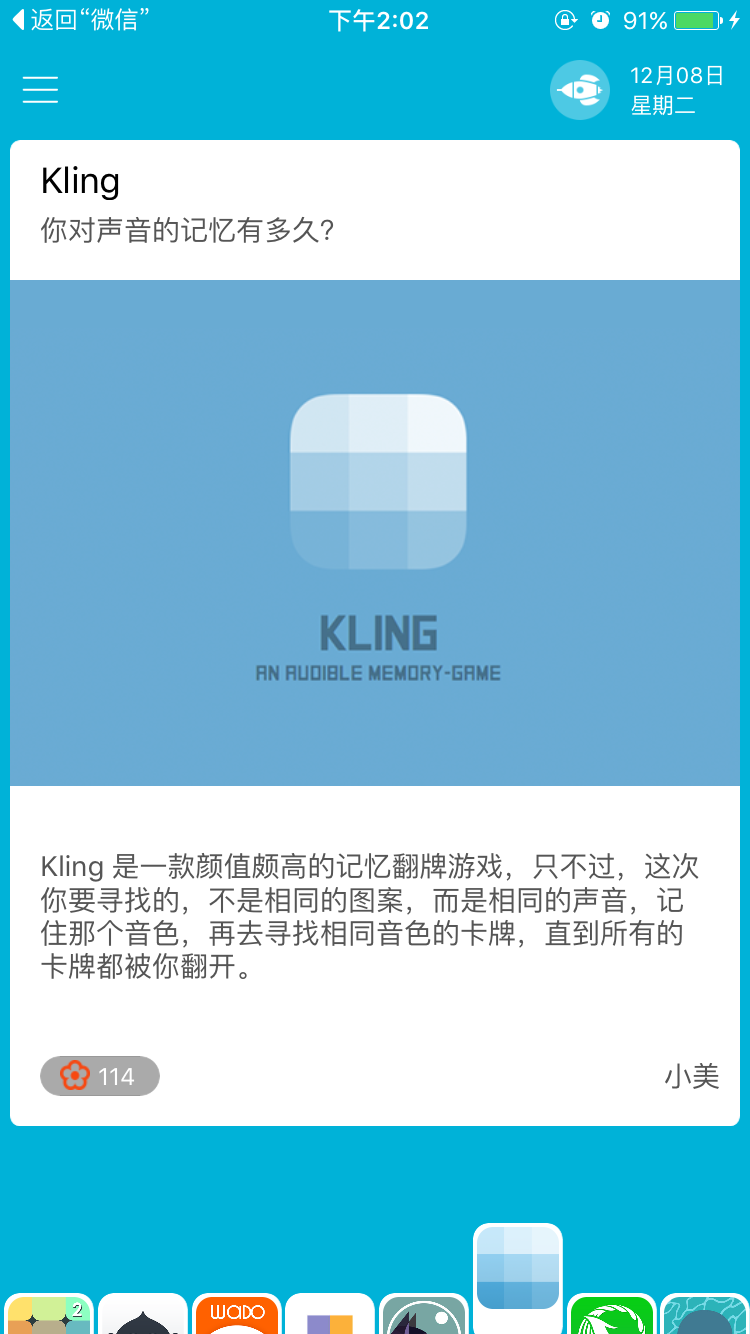 返回“微信”
下午2:02
91%
12月08日
星期二
Kling
你对声音的记忆有多久?
KLING
AN AUDIBLE MEMORY-GAME
Kling 是一款颜值颇高的记忆翻牌游戏，只不过，这次
你要寻找的，不是相同的图案，而是相同的声音，记
住那个音色，再去寻找相同音色的卡牌，直到所有的
卡牌都被你翻开。
114
小美
2
WADO